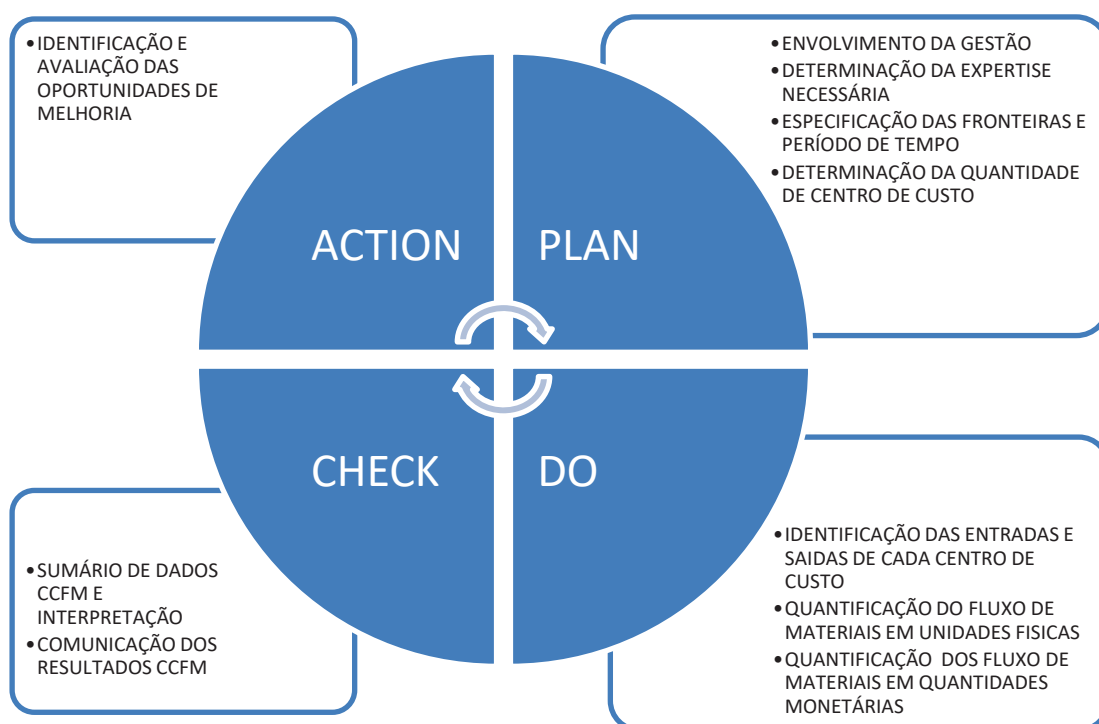 •IDENTIFICAÇÃO E
AVALIAÇÃO DAS
OPORTUNIDADES DE
MELHORIA
•ENVOLVIMENTO DA GESTÃO
•DETERMINAÇÃO DA EXPERTISE
NECESSÁRIA
•ESPECIFICAÇÃO DAS FRONTEIRAS E
PERÍODO DE TEMPO
•DETERMINAÇÃO DA QUANTIDADE
DE CENTRO DE CUSTO
ACTION
PLAN
CHECK
DO
•SUMÁRIO DE DADOS
CCFM E
INTERPRETAÇÃO
•COMUNICAÇÃO DOS
RESULTADOS CCFM
•IDENTIFICAÇÃO DAS ENTRADAS E
SAIDAS DE CADA CENTRO DE
CUSTO
•QUANTIFICAÇÃO DO FLUXO DE
MATERIAIS EM UNIDADES FISICAS
•QUANTIFICAÇÃO DOS FLUXO DE
MATERIAIS EM QUANTIDADES
MONETÁRIAS